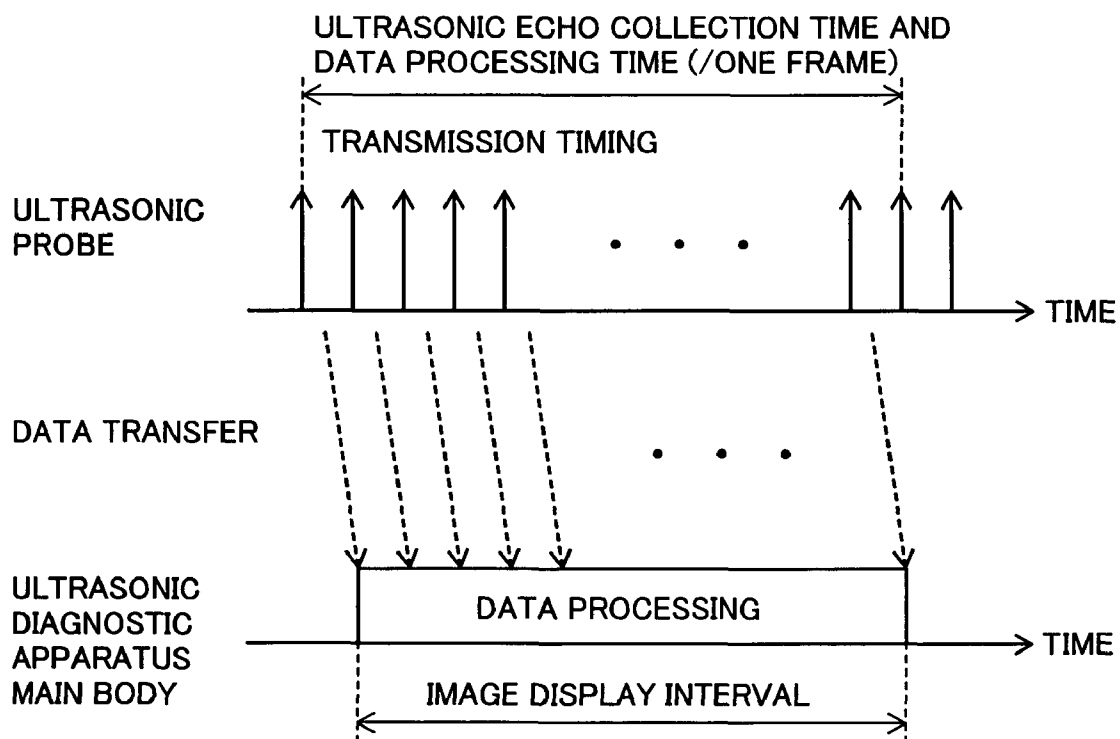 ULTRASONIC ECHO COLLECTION TIME AND
DATA PROCESSING TIME (/ONE FRAME)
TRANSMISSION TIMING
ULTRASONIC
PROBE
TIME
DATA TRANSFER
ULTRASONIC
DIAGNOSTIC
APPARATUS
MAIN BODY
DATA PROCESSING
TIME
IMAGE DISPLAY INTERVAL